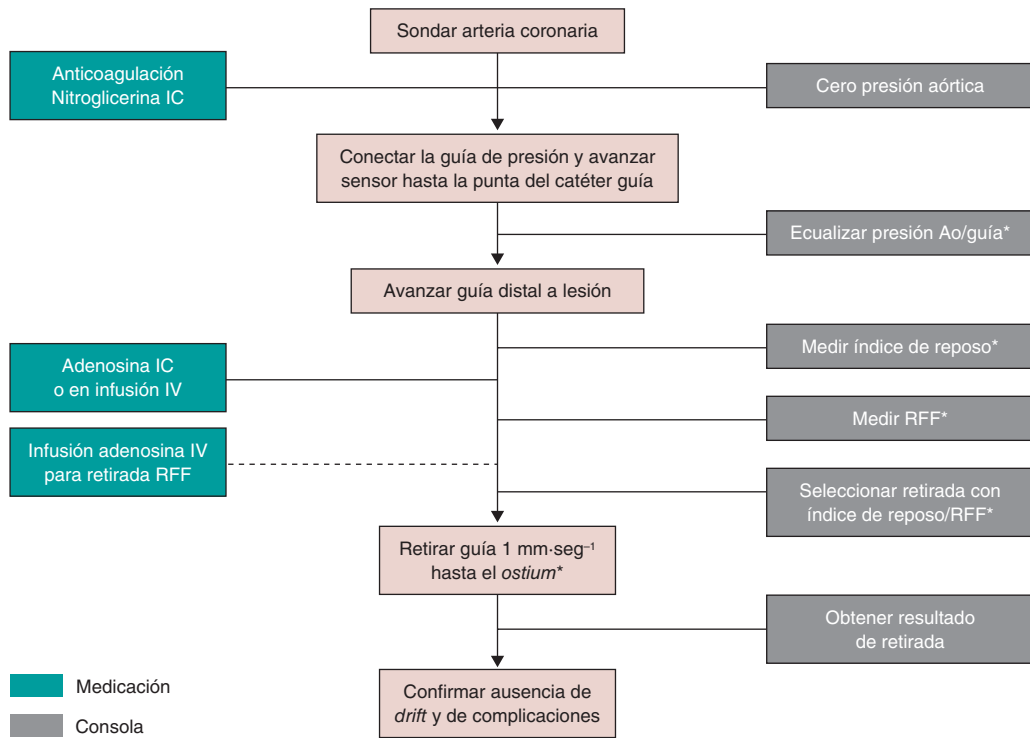 Sondar arteria coronaria
Anticoagulación
Nitroglicerina IC
Cero presión aórtica
Conectar la guía de presión y avanzar
sensor hasta la punta del catéter guía
Ecualizar presión Ao/guía*
Avanzar guía distal a lesión
Medir índice de reposo*
Adenosina IC
o en infusión IV
Medir RFF*
Infusión adenosina IV
para retirada RFF
Seleccionar retirada con
índice de reposo/RFF*
Retirar guía 1 mm·seg⁻¹
hasta el ostium*
Obtener resultado
de retirada
Confirmar ausencia de
drift y de complicaciones
Medicación
Consola